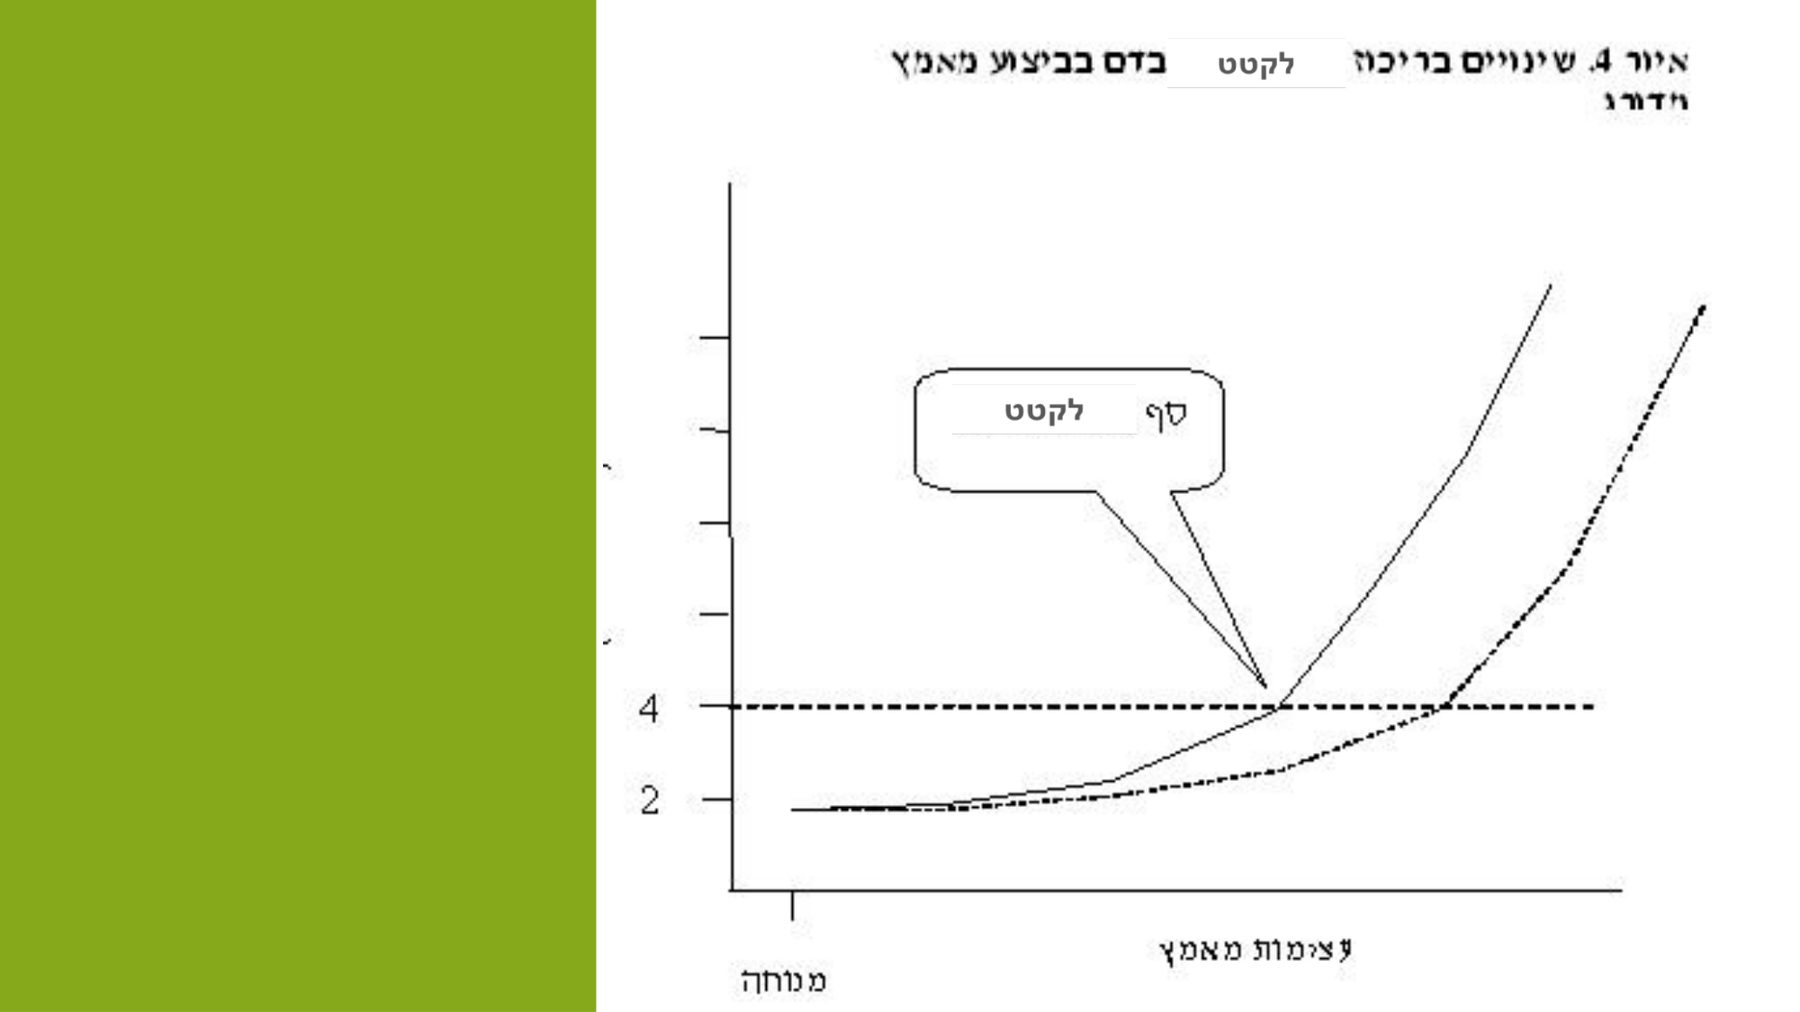 איור 4. שינויים בריכוז לקטט בדם בביצוע מאמץ
מדורג
סף לקטט
4
2
עצימות מאמץ
מנוחה